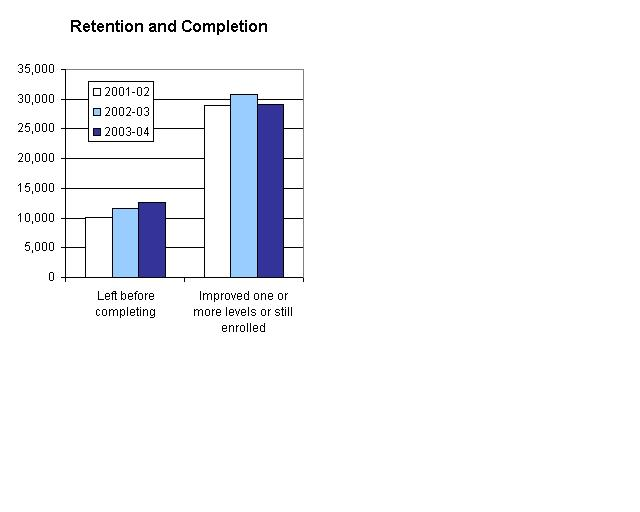 Retention and Completion
35,000
30,000
25,000
20,000
15,000
10,000
5,000
0
2001-02
2002-03
2003-04
Left before
completing
Improved one or
more levels or still
enrolled